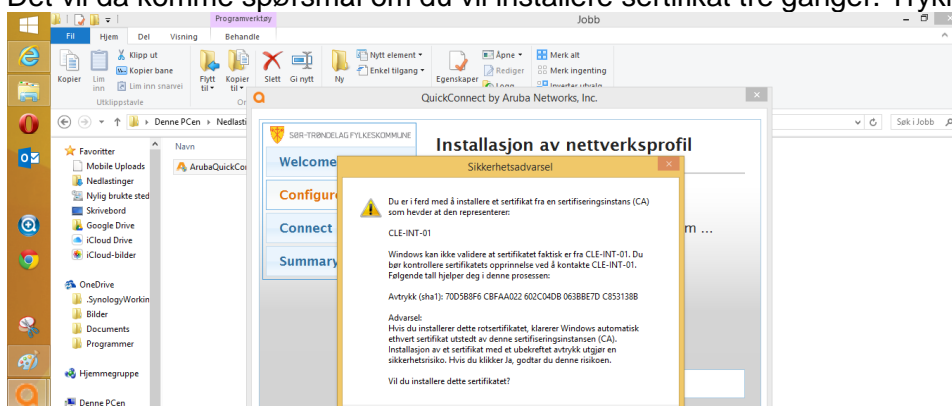 Det vil da komme spørsmål om du vil installere sertifikat tre ganger. Trykk
Programverktøy
Jobb
Fil Hjem Del Visning Behandle
Kopier
Lim inn
Klipp ut
Kopier bane
Lim inn snarvei
Utklippstavle
Flytt til
Kopier til
Slett
Gi nytt
Ny
Nytt element
Enkel tilgang
Egenskaper
Åpne
Rediger
Logg
Merk alt
Merk ingenting
Inverter utvalg
QuickConnect by Aruba Networks, Inc.
Denne PCen
Søk i Jobb
Favoritter
Mobile Uploads
Nedlastinger
Nylig brukte sted
Skrivebord
Google Drive
iCloud Drive
iCloud-bilder
OneDrive
.SynologyWorkin
Bilder
Documents
Programmer
Hjemmegruppe
Denne PCen
Navn
SØR-TRØNDELAG FYLKESKOMMUNE
Welcome
Configur
Connect
Summary
Installasjon av nettverksprofil
m ...
Sikkerhetsadvarsel
Du er i ferd med å installere et sertifikat fra en sertifiseringsinstans (CA)
som hevder at den representerer:
CLE-INT-01
Windows kan ikke validere at sertifikatet faktisk er fra CLE-INT-01. Du
bør kontrollere sertifikatets opprinnelse ved å kontakte CLE-INT-01.
Følgende tall hjelper deg i denne prosessen:
Avtrykk (sha1): 70D5B8F6 CBFAA022 602C04DB 063BBE7D C853138B
Advarsel:
Hvis du installerer dette rotsertifikatet, klarerer Windows automatisk
ethvert sertifikat utstedt av denne sertifiseringsinstansen (CA).
Installasjon av et sertifikat med et ubekreftet avtrykk utgjør en
sikkerhetsrisiko. Hvis du klikker Ja, godtar du denne risikoen.
Vil du installere dette sertifikatet?